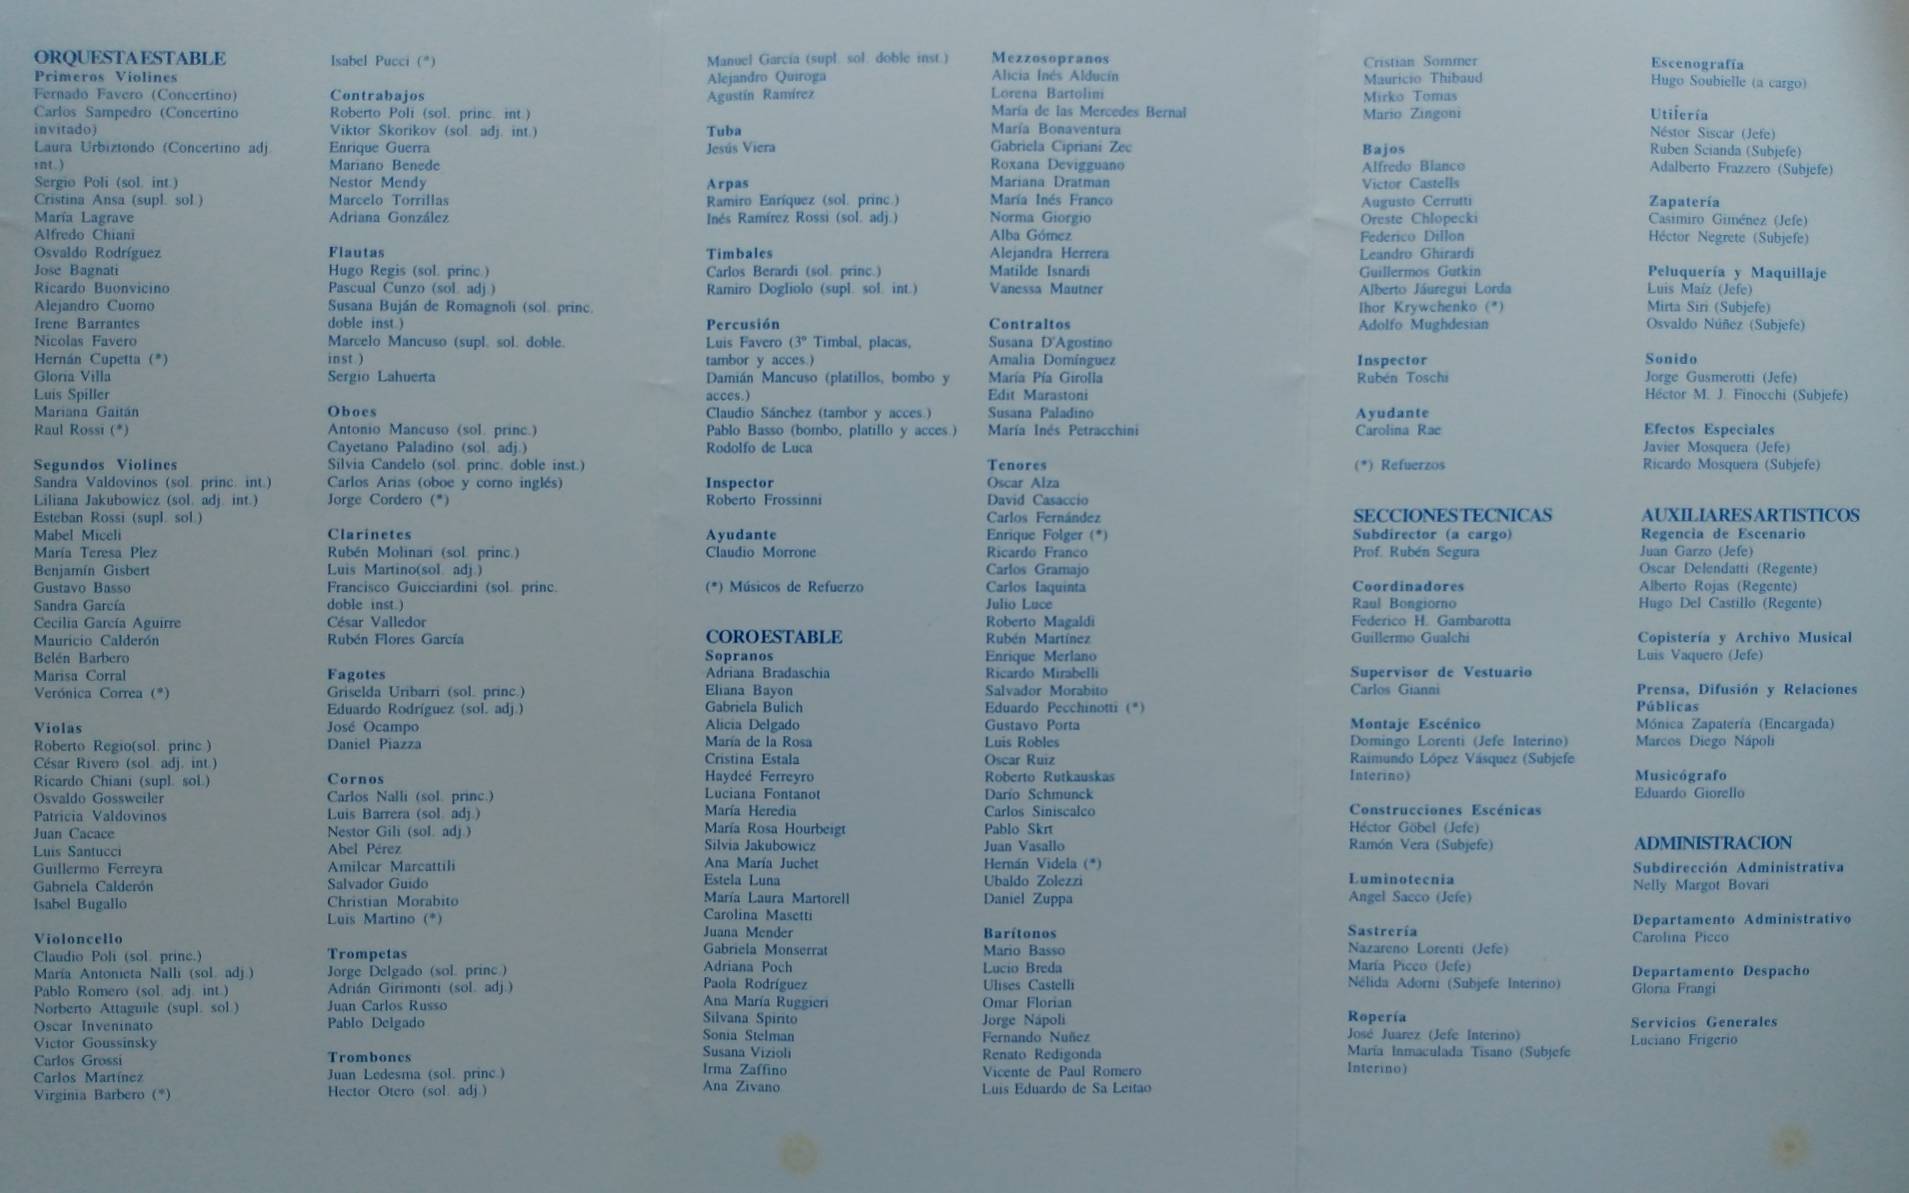 ORQUESTA ESTABLE
Primeros Violines
Fernado Favero (Concertino)
Carlos Sampedro (Concertino
invitado)
Laura Urbiztondo (Concertino adj.
int.)
Sergio Poli (sol. int.)
Cristina Ansa (supl. sol.)
María Lagrave
Alfredo Chiani
Osvaldo Rodríguez
Jose Bagnati
Ricardo Buonvicino
Alejandro Cuomo
Irene Barrantes
Nicolas Favero
Hernán Cupetta (*)
Gloria Villa
Luis Spiller
Mariana Gaitán
Raul Rossi (*)
Segundos Violines
Sandra Valdovinos (sol. princ. int.)
Liliana Jakubowicz (sol. adj. int.)
Esteban Rossi (supl. sol.)
Mabel Miceli
María Teresa Plez
Benjamín Gisbert
Gustavo Basso
Sandra García
Cecilia García Aguirre
Mauricio Calderón
Belén Barbero
Marisa Corral
Verónica Correa (*)
Violas
Roberto Regio(sol. princ.)
César Rivero (sol. adj. int.)
Ricardo Chiani (supl. sol.)
Osvaldo Gossweiler
Patricia Valdovinos
Juan Cacace
Luis Santucci
Guillermo Ferreyra
Gabriela Calderón
Isabel Bugallo
Violoncello
Claudio Poli (sol. princ.)
María Antonieta Nalli (sol. adj.)
Pablo Romero (sol. adj. int.)
Norberto Attaguile (supl. sol.)
Oscar Inveninato
Victor Goussinsky
Carlos Grossi
Carlos Martínez
Virginia Barbero (*)
Isabel Pucci (*)
Contrabajos
Roberto Poli (sol. princ. int.)
Viktor Skorikov (sol. adj. int.)
Enrique Guerra
Mariano Benede
Nestor Mendy
Marcelo Torrillas
Adriana González
Flautas
Hugo Regis (sol. princ.)
Pascual Cunzo (sol. adj.)
Susana Buján de Romagnoli (sol. princ.
doble inst.)
Marcelo Mancuso (supl. sol. doble.
inst.)
Sergio Lahuerta
Oboes
Antonio Mancuso (sol. princ.)
Cayetano Paladino (sol. adj.)
Silvia Candelo (sol. princ. doble inst.)
Carlos Arias (oboe y corno inglés)
Jorge Cordero (*)
Clarinetes
Rubén Molinari (sol. princ.)
Luis Martino(sol. adj.)
Francisco Guicciardini (sol. princ.
doble inst.)
César Valledor
Rubén Flores García
Fagotes
Griselda Uribarri (sol. princ.)
Eduardo Rodríguez (sol. adj.)
José Ocampo
Daniel Piazza
Cornos
Carlos Nalli (sol. princ.)
Luis Barrera (sol. adj.)
Nestor Gili (sol. adj.)
Abel Pérez
Amilcar Marcattili
Salvador Guido
Christian Morabito
Luis Martino (*)
Trompetas
Jorge Delgado (sol. princ.)
Adrián Girimonti (sol. adj.)
Juan Carlos Russo
Pablo Delgado
Trombones
Juan Ledesma (sol. princ.)
Hector Otero (sol. adj.)
Manuel García (supl. sol. doble inst.)
Alejandro Quiroga
Agustín Ramírez
Tuba
Jesús Viera
Arpas
Ramiro Enríquez (sol. princ.)
Inés Ramírez Rossi (sol. adj.)
Timbales
Carlos Berardi (sol. princ.)
Ramiro Dogliolo (supl. sol. int.)
Percusión
Luis Favero (3º Timbal, placas,
tambor y acces.)
Damián Mancuso (platillos, bombo y
acces.)
Claudio Sánchez (tambor y acces.)
Pablo Basso (bombo, platillo y acces.)
Rodolfo de Luca
Inspector
Roberto Frossinni
Ayudante
Claudio Morrone
(*) Músicos de Refuerzo
CORO ESTABLE
Sopranos
Adriana Bradaschia
Eliana Bayon
Gabriela Bulich
Alicia Delgado
María de la Rosa
Cristina Estala
Haydeé Ferreyro
Luciana Fontanot
María Heredia
María Rosa Hourbeigt
Silvia Jakubowicz
Ana María Juchet
Estela Luna
María Laura Martorell
Carolina Masetti
Juana Mender
Gabriela Monserrat
Adriana Poch
Paola Rodríguez
Ana María Ruggieri
Silvana Spirito
Sonia Stelman
Susana Vizioli
Irma Zaffino
Ana Zivano
Mezzosopranos
Alicia Inés Alducín
Lorena Bartolini
María de las Mercedes Bernal
María Bonaventura
Gabriela Cipriani Zec
Roxana Devigguano
Mariana Dratman
María Inés Franco
Norma Giorgio
Alba Gómez
Alejandra Herrera
Matilde Isnardi
Vanessa Mautner
Contraltos
Susana D'Agostino
Amalia Domínguez
María Pía Girolla
Edit Marastoni
Susana Paladino
María Inés Petracchini
Tenores
Oscar Alza
David Casaccio
Carlos Fernández
Enrique Folger (*)
Ricardo Franco
Carlos Gramajo
Carlos Iaquinta
Julio Luce
Roberto Magaldi
Rubén Martínez
Enrique Merlano
Ricardo Mirabelli
Salvador Morabito
Eduardo Pecchinotti (*)
Gustavo Porta
Luis Robles
Oscar Ruiz
Roberto Rutkauskas
Darío Schmunck
Carlos Siniscalco
Pablo Skrt
Juan Vasallo
Hernán Videla (*)
Ubaldo Zolezzi
Daniel Zuppa
Barítonos
Mario Basso
Lucio Breda
Ulises Castelli
Omar Florian
Jorge Nápoli
Fernando Nuñez
Renato Redigonda
Vicente de Paul Romero
Luis Eduardo de Sa Leitao
Cristian Sommer
Mauricio Thibaud
Mirko Tomas
Mario Zingoni
Bajos
Alfredo Blanco
Victor Castells
Augusto Cerrutti
Oreste Chlopecki
Federico Dillon
Leandro Ghirardi
Guillermos Gutkin
Alberto Jáuregui Lorda
Ihor Krywchenko (*)
Adolfo Mughdesian
Inspector
Rubén Toschi
Ayudante
Carolina Rae
(*) Refuerzos
SECCIONES TECNICAS
Subdirector (a cargo)
Prof. Rubén Segura
Coordinadores
Raul Bongiorno
Federico H. Gambarotta
Guillermo Gualchi
Supervisor de Vestuario
Carlos Gianni
Montaje Escénico
Domingo Lorenti (Jefe Interino)
Raimundo López Vásquez (Subjefe
Interino)
Construcciones Escénicas
Héctor Göbel (Jefe)
Ramón Vera (Subjefe)
Luminotecnia
Angel Sacco (Jefe)
Sastrería
Nazareno Lorenti (Jefe)
María Picco (Jefe)
Nélida Adorni (Subjefe Interino)
Ropería
José Juarez (Jefe Interino)
María Inmaculada Tisano (Subjefe
Interino)
Escenografía
Hugo Soubielle (a cargo)
Utilería
Néstor Siscar (Jefe)
Ruben Scianda (Subjefe)
Adalberto Frazzero (Subjefe)
Zapatería
Casimiro Giménez (Jefe)
Héctor Negrete (Subjefe)
Peluquería y Maquillaje
Luis Maíz (Jefe)
Mirta Siri (Subjefe)
Osvaldo Núñez (Subjefe)
Sonido
Jorge Gusmerotti (Jefe)
Héctor M. J. Finocchi (Subjefe)
Efectos Especiales
Javier Mosquera (Jefe)
Ricardo Mosquera (Subjefe)
AUXILIARES ARTISTICOS
Regencia de Escenario
Juan Garzo (Jefe)
Oscar Delendatti (Regente)
Alberto Rojas (Regente)
Hugo Del Castillo (Regente)
Copistería y Archivo Musical
Luis Vaquero (Jefe)
Prensa, Difusión y Relaciones
Públicas
Mónica Zapatería (Encargada)
Marcos Diego Nápoli
Musicógrafo
Eduardo Giorello
ADMINISTRACION
Subdirección Administrativa
Nelly Margot Bovari
Departamento Administrativo
Carolina Picco
Departamento Despacho
Gloria Frangi
Servicios Generales
Luciano Frigerio